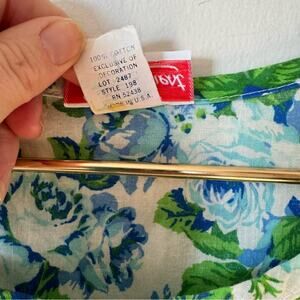 100% COTTON
EXCLUSIVE OF
DECORATION
LOT 2487
STYLE 198
RN 52438
MADE IN U.S.A.